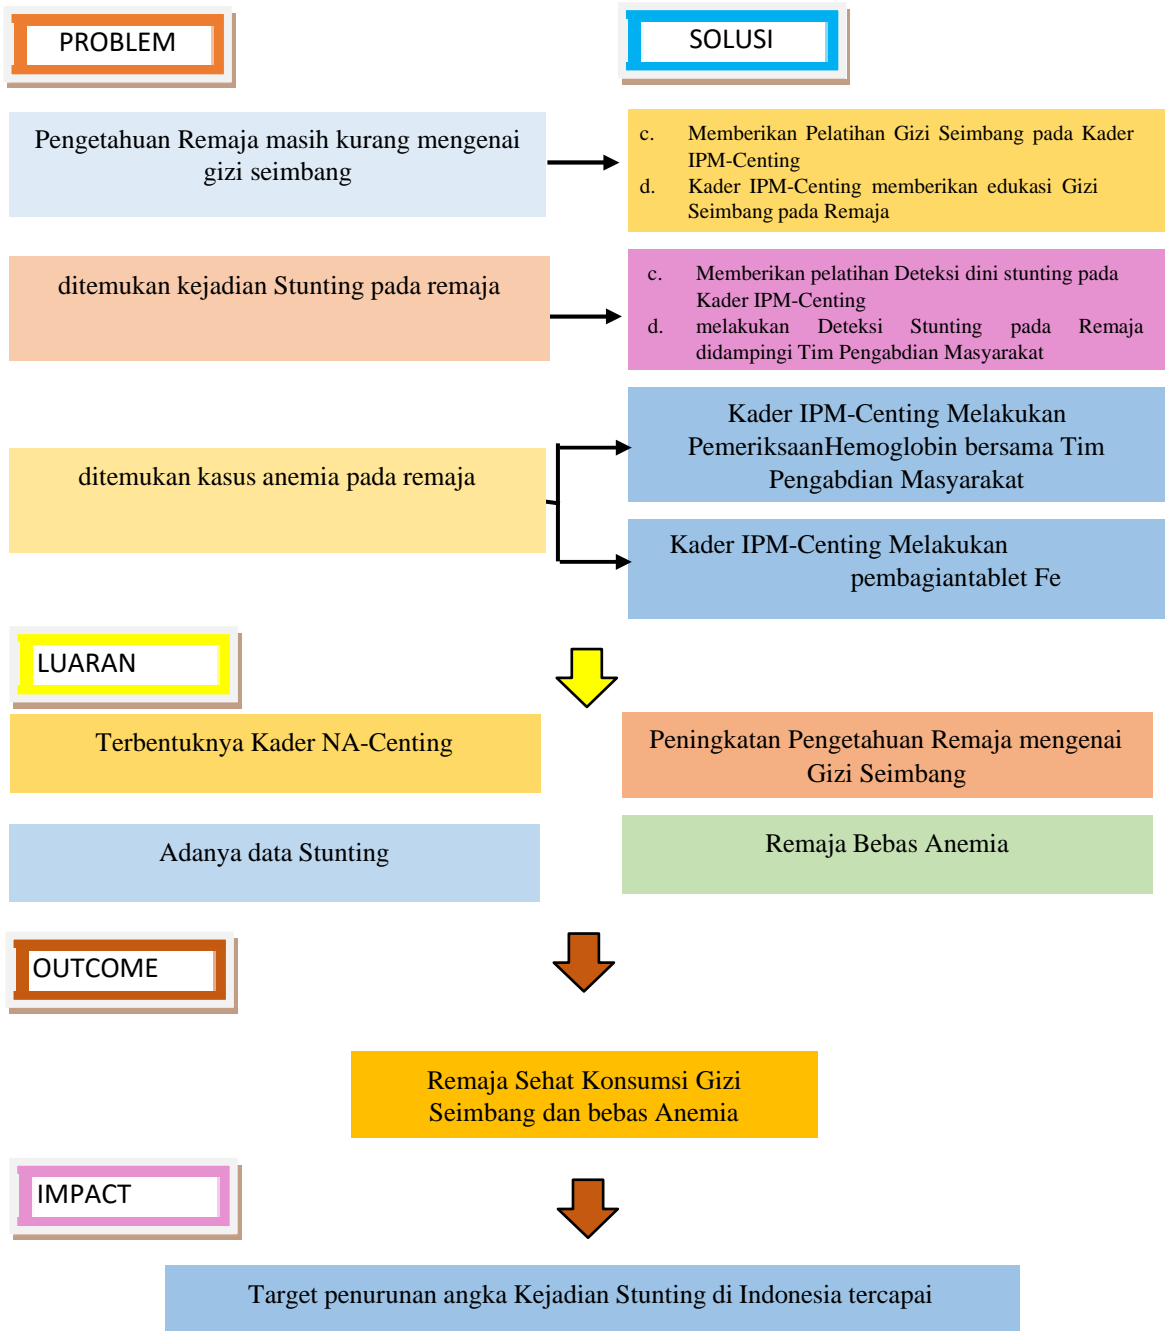 PROBLEM
SOLUSI
Pengetahuan Remaja masih kurang mengenai
gizi seimbang
c. Memberikan Pelatihan Gizi Seimbang pada Kader
IPM-Centing
d. Kader IPM-Centing memberikan edukasi Gizi
Seimbang pada Remaja
ditemukan kejadian Stunting pada remaja
c. Memberikan pelatihan Deteksi dini stunting pada
Kader IPM-Centing
d. melakukan Deteksi Stunting pada Remaja
didampingi Tim Pengabdian Masyarakat
ditemukan kasus anemia pada remaja
Kader IPM-Centing Melakukan
PemeriksaanHemoglobin bersama Tim
Pengabdian Masyarakat
Kader IPM-Centing Melakukan
pembagiantablet Fe
LUARAN
Terbentuknya Kader NA-Centing
Peningkatan Pengetahuan Remaja mengenai
Gizi Seimbang
Adanya data Stunting
Remaja Bebas Anemia
OUTCOME
Remaja Sehat Konsumsi Gizi
Seimbang dan bebas Anemia
IMPACT
Target penurunan angka Kejadian Stunting di Indonesia tercapai